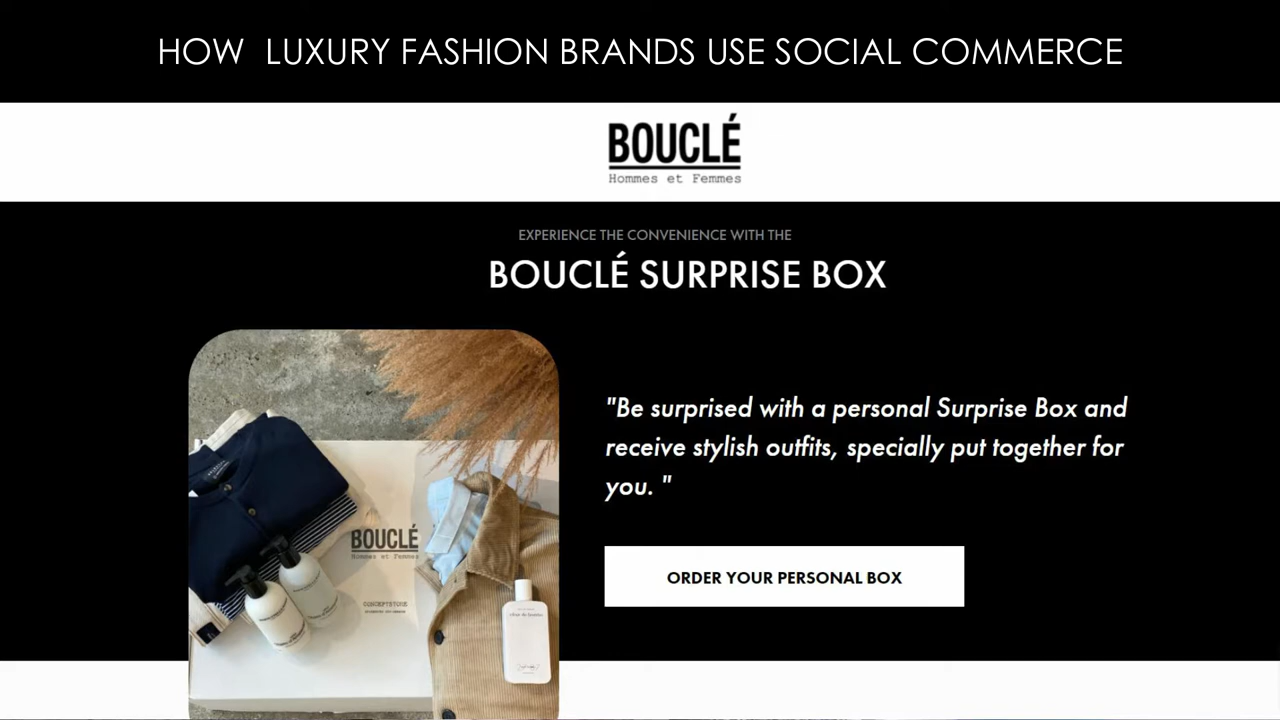 HOW LUXURY FASHION BRANDS USE SOCIAL COMMERCE
BOUCLÉ
Hommes et Femmes
EXPERIENCE THE CONVENIENCE WITH THE
BOUCLÉ SURPRISE BOX
"Be surprised with a personal Surprise Box and
receive stylish outfits, specially put together for
you. "
ORDER YOUR PERSONAL BOX
BOUCLÉ
Hommes et Femmes
CONCEPTSTORE